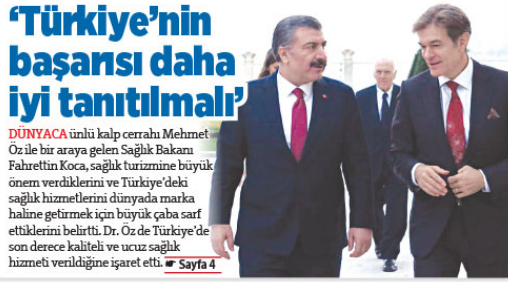 ‘Türkiye’nin
başarısı daha
iyi tanıtılmalı’
DÜNYACA ünlü kalp cerrahı Mehmet
Öz ile bir araya gelen Sağlık Bakanı
Fahrettin Koca, sağlık turizmine büyük
önem verdiklerini ve Türkiye’deki
sağlık hizmetlerini dünyada marka
haline getirmek için büyük çaba sarf
ettiklerini belirtti. Dr. Öz de Türkiye’de
son derece kaliteli ve ucuz sağlık
hizmeti verildiğine işaret etti. ☛ Sayfa 4